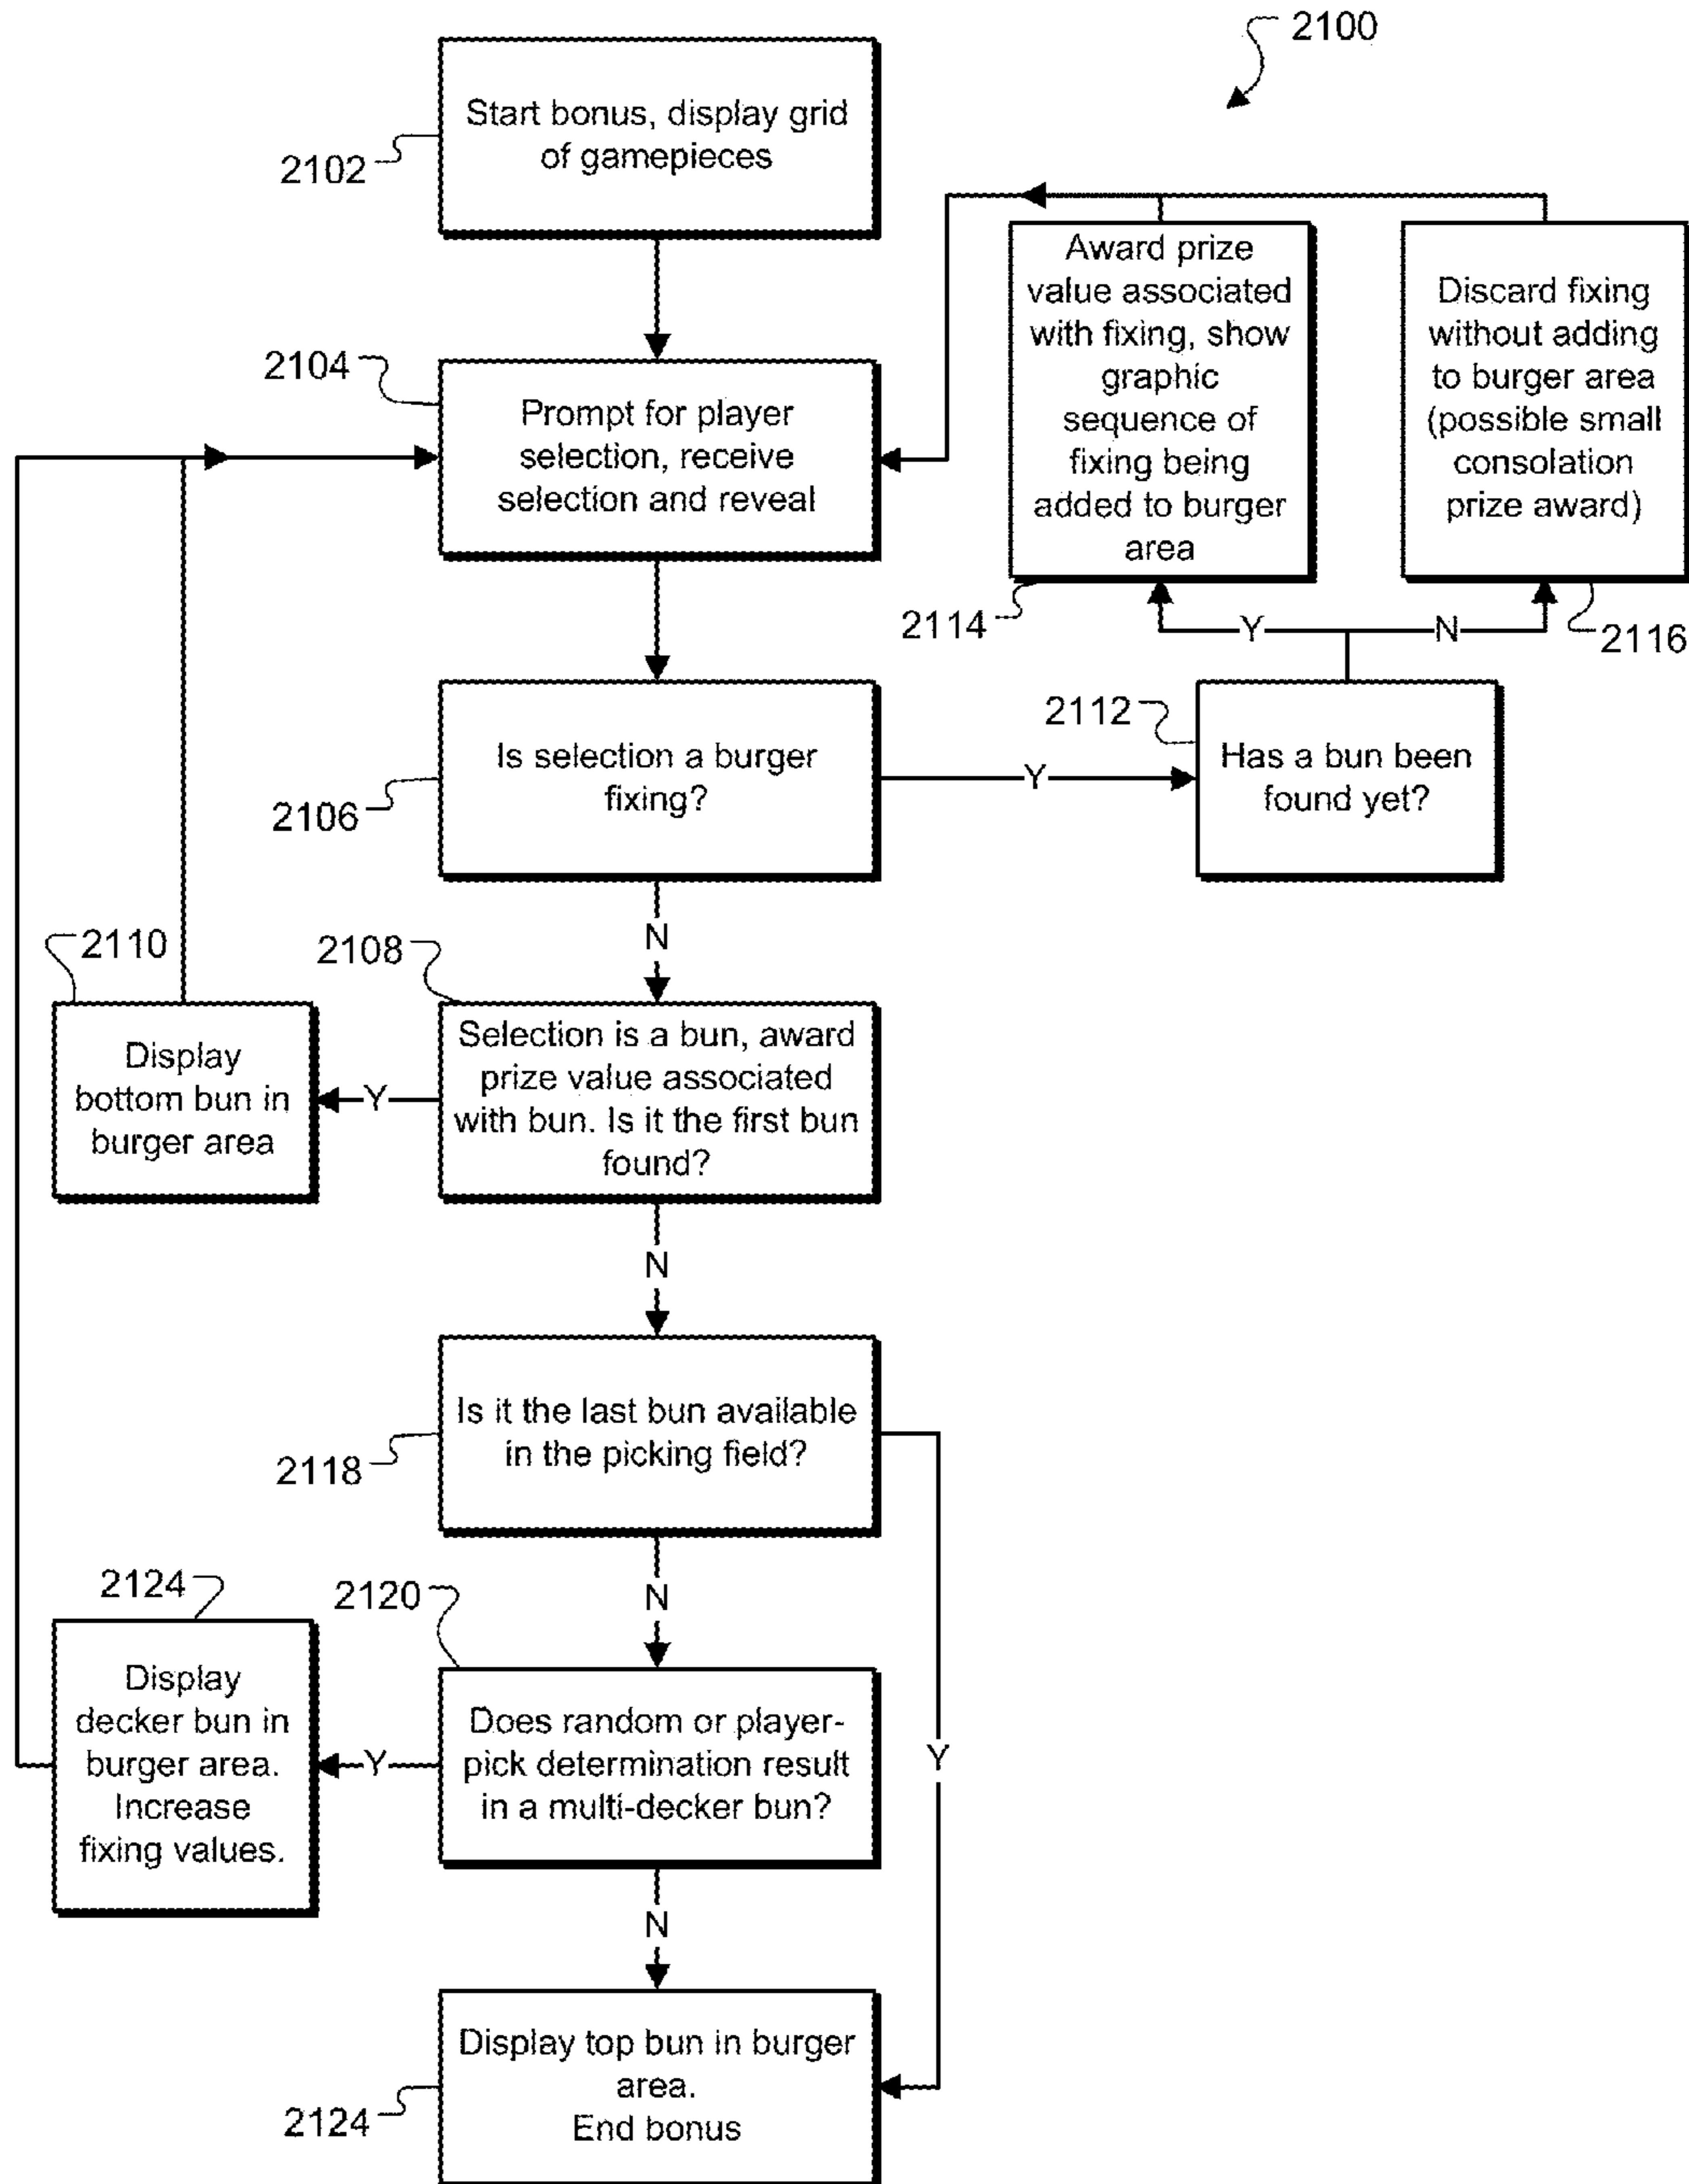 2100
Start bonus, display grid
of gamepieces
2102
2104
Prompt for player
selection, receive
selection and reveal
Award prize
value associated
with fixing, show
graphic
sequence of
fixing being
added to burger
area
2114
Discard fixing
without adding
to burger area
(possible small
consolation
prize award)
2116
Y
N
2106
Is selection a burger
fixing?
Y
2112
Has a bun been
found yet?
N
2110
Display
bottom bun in
burger area
Y
2108
Selection is a bun, award
prize value associated
with bun. Is it the first bun
found?
N
2118
Is it the last bun available
in the picking field?
N
Y
2124
Display
decker bun in
burger area.
Increase
fixing values.
Y
2120
Does random or player-
pick determination result
in a multi-decker bun?
N
Display top bun in burger
area.
End bonus
2124